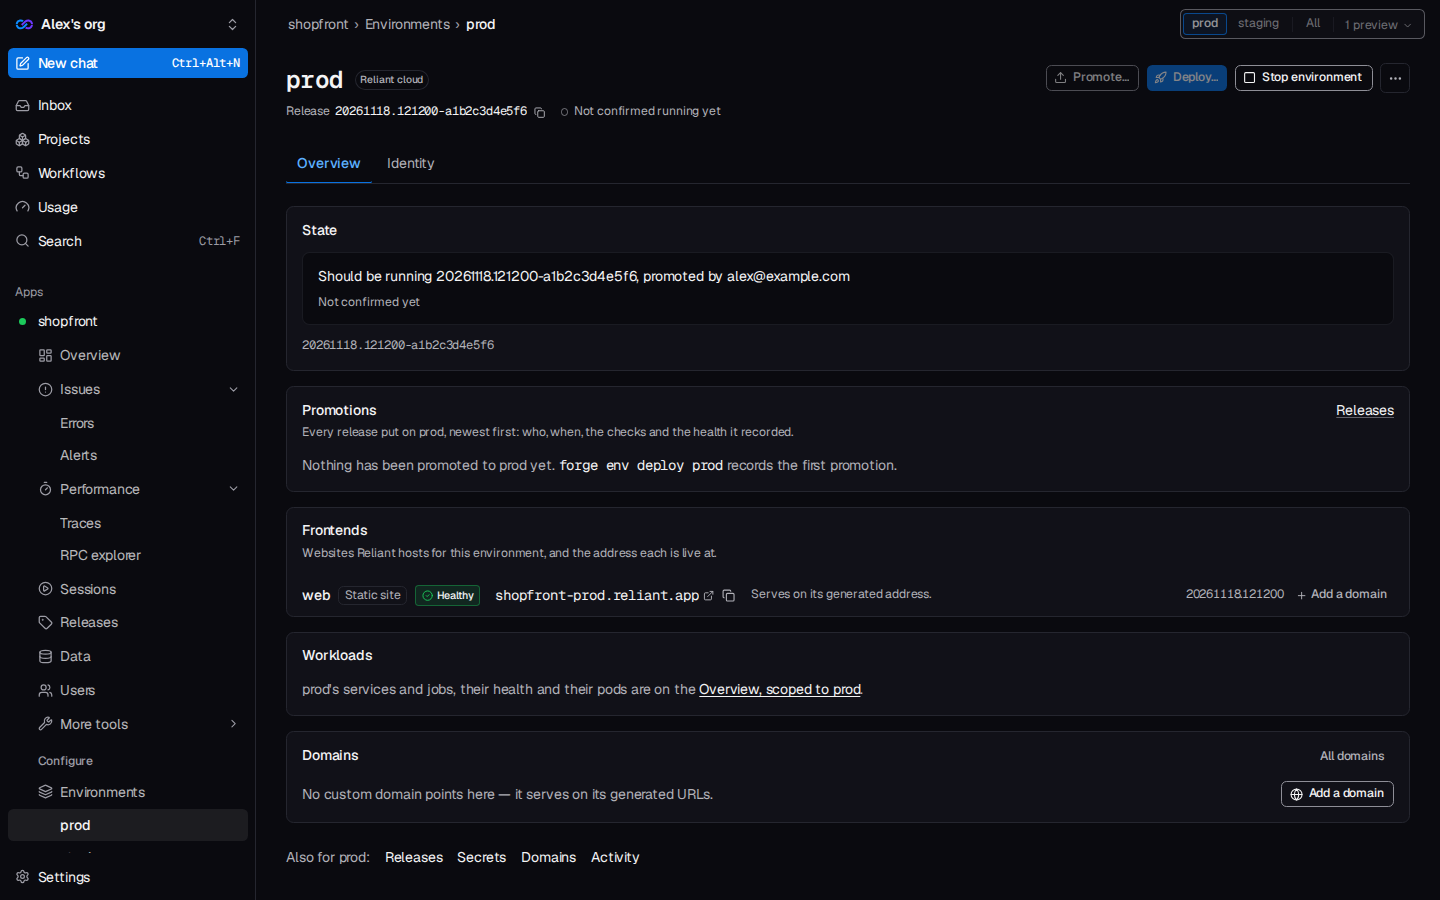 Alex's org
New chat Ctrl+Alt+N
Inbox
Projects
Workflows
Usage
Search Ctrl+F
Apps
shopfront
Overview
Issues
Errors
Alerts
Performance
Traces
RPC explorer
Sessions
Releases
Data
Users
More tools
Configure
Environments
prod
Settings
shopfront › Environments › prod
prod staging All 1 preview
prod Reliant cloud
Promote... Deploy... Stop environment
Release 20261118.121200-a1b2c3d4e5f6 Not confirmed running yet
Overview Identity
State
Should be running 20261118.121200-a1b2c3d4e5f6, promoted by alex@example.com
Not confirmed yet
20261118.121200-a1b2c3d4e5f6
Promotions Releases
Every release put on prod, newest first: who, when, the checks and the health it recorded.
Nothing has been promoted to prod yet. forge env deploy prod records the first promotion.
Frontends
Websites Reliant hosts for this environment, and the address each is live at.
web Static site Healthy shopfront-prod.reliant.app Serves on its generated address. 20261118.121200 + Add a domain
Workloads
prod's services and jobs, their health and their pods are on the Overview, scoped to prod.
Domains All domains
No custom domain points here — it serves on its generated URLs. Add a domain
Also for prod: Releases Secrets Domains Activity